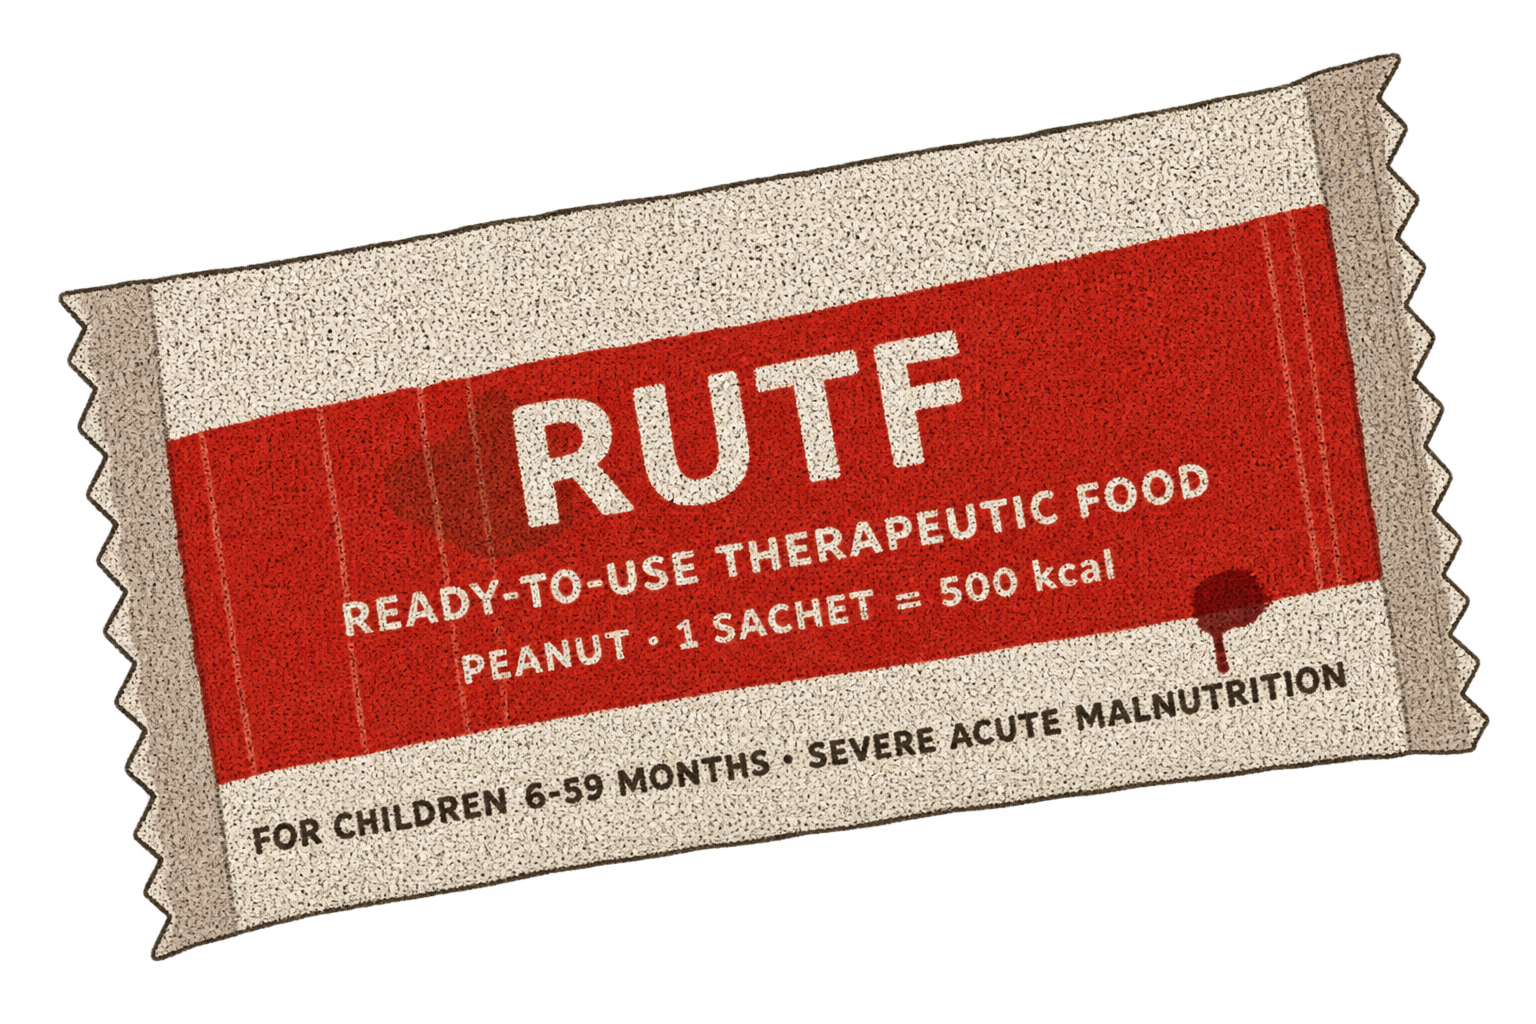 RUTF
READY-TO-USE THERAPEUTIC FOOD
PEANUT · 1 SACHET = 500 kcal
FOR CHILDREN 6-59 MONTHS · SEVERE ACUTE MALNUTRITION